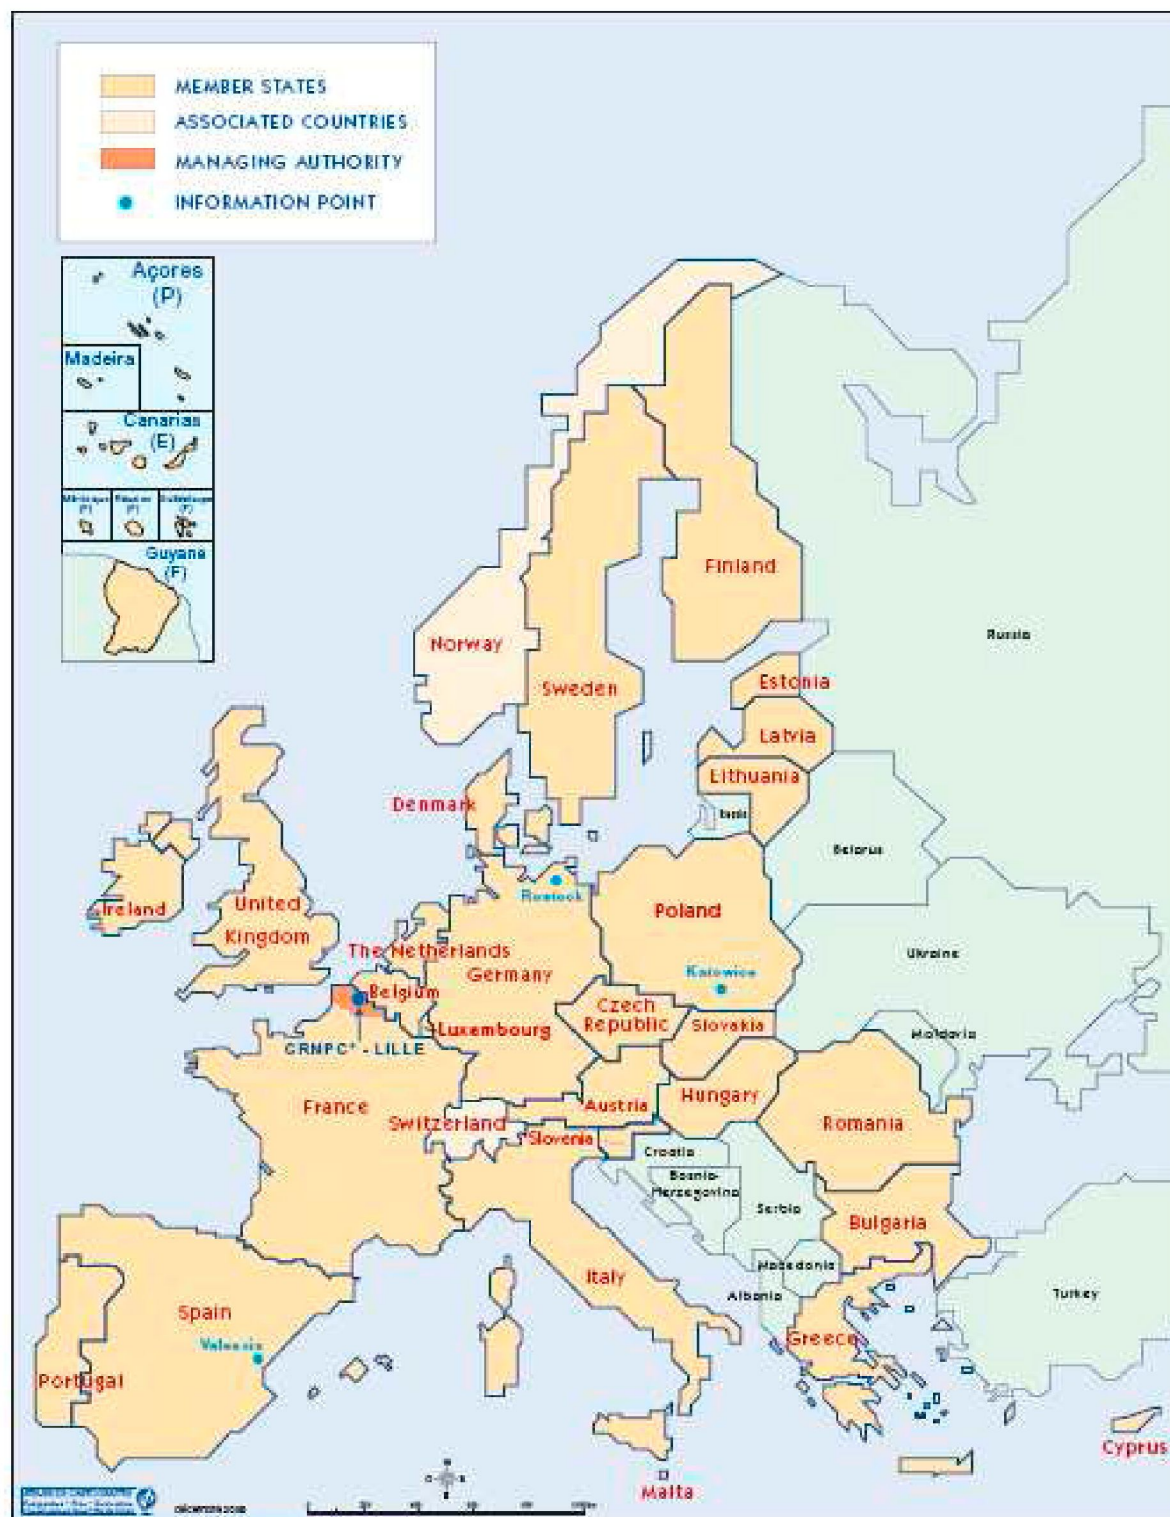 MEMBER STATES
ASSOCIATED COUNTRIES
MANAGING AUTHORITY
INFORMATION POINT
Açores
(P)
Madeira
Canarias
(E)
(P)
(F)
(F)
Guyane
(F)
Finland
Norway
Russia
Sweden
Estonia
Latvia
Lithuania
Denmark
Belarus
Rostock
Ireland
United
Kingdom
Poland
The Netherlands
Germany
Ukraine
Katowice
Belgium
Czech
Republic
Slovakia
Luxembourg
Moldavia
CRNPC* - LILLE
France
Austria
Hungary
Switzerland
Slovenia
Romania
Croatia
Bosnia-
Herzegovina
Serbia
Bulgaria
Macedonia
Italy
Albania
Turkey
Spain
Greece
Valencia
Portugal
Cyprus
Malta